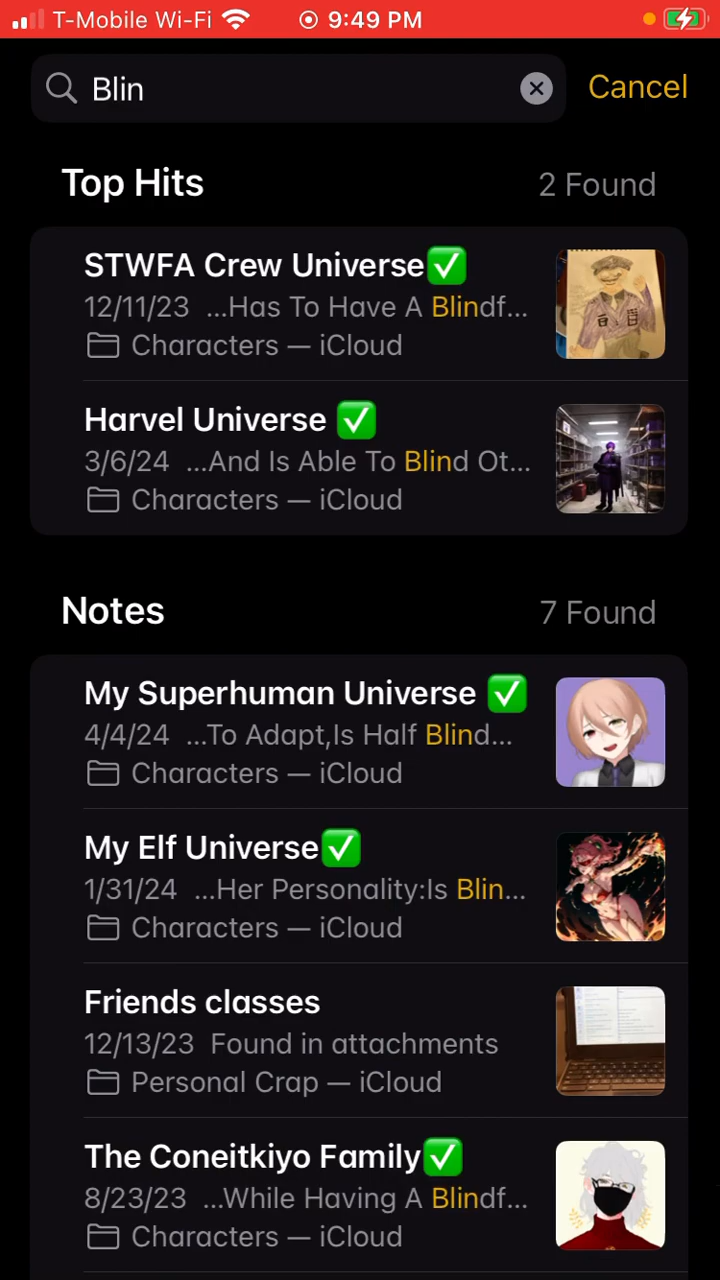 T-Mobile Wi-Fi 9:49 PM
Blin Cancel
Top Hits 2 Found
STWFA Crew Universe✅
12/11/23 ...Has To Have A Blindf...
Characters — iCloud
Harvel Universe ✅
3/6/24 ...And Is Able To Blind Ot...
Characters — iCloud
Notes 7 Found
My Superhuman Universe ✅
4/4/24 ...To Adapt,Is Half Blind...
Characters — iCloud
My Elf Universe✅
1/31/24 ...Her Personality:Is Blin...
Characters — iCloud
Friends classes
12/13/23 Found in attachments
Personal Crap — iCloud
The Coneitkiyo Family✅
8/23/23 ...While Having A Blindf...
Characters — iCloud